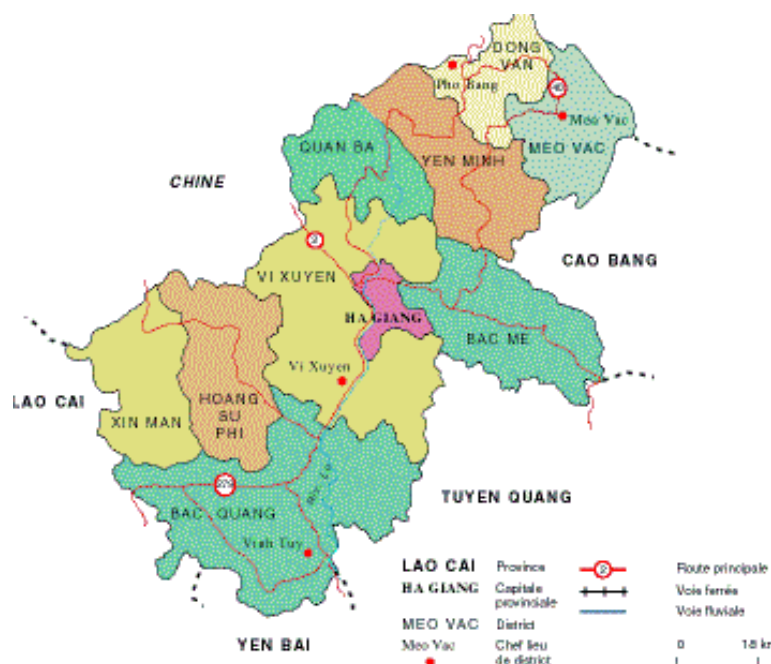 DONG
VAN
Pho Bang
Meo Vac
QUAN BA
YEN MINH
MEO VAC
CHINE
2
VI XUYEN
CAO BANG
HA GIANG
BAC ME
Vi Xuyen
LAO CAI
HOANG
SU
PHI
XIN MAN
279
TUYEN QUANG
BAC QUANG
Vinh Tuy
YEN BAI
LAO CAI Province
HA GIANG Capitale
provinciale
MEO VAC District
Meo Vac Chef lieu
de district
2 Route principale
Voie ferrée
Voie fluviale
0 18 km